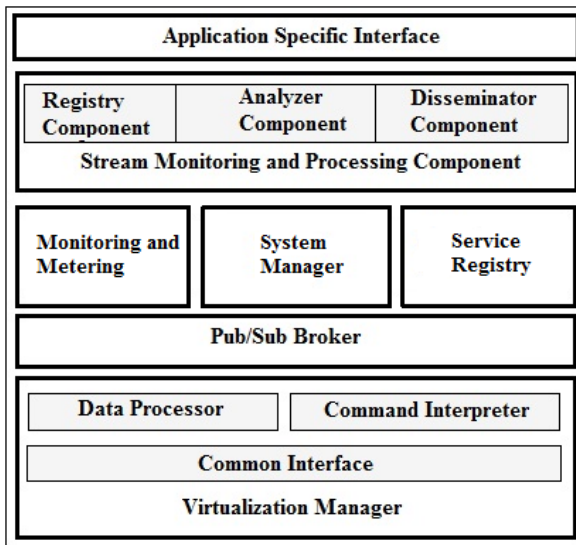 Application Specific Interface
Registry
Component
Analyzer
Component
Disseminator
Component
Stream Monitoring and Processing Component
Monitoring and
Metering
System
Manager
Service
Registry
Pub/Sub Broker
Data Processor
Command Interpreter
Common Interface
Virtualization Manager